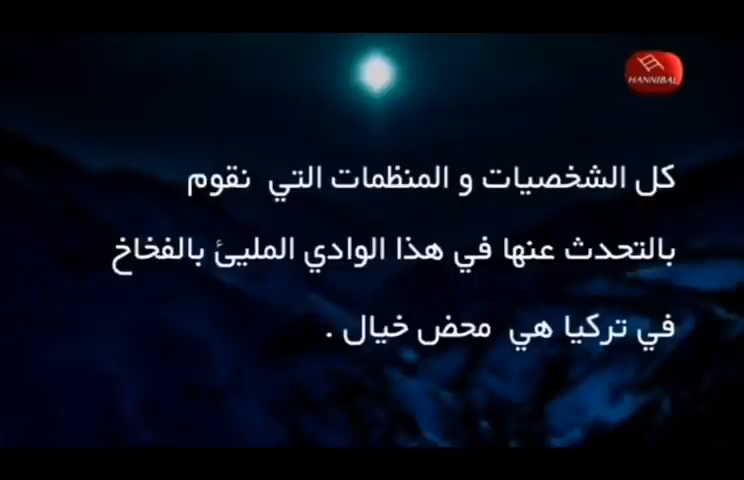 HANNIBAL
كل الشخصيات و المنظمات التي نقوم
بالتحدث عنها في هذا الوادي المليئ بالفخاخ
في تركيا هي محض خيال .